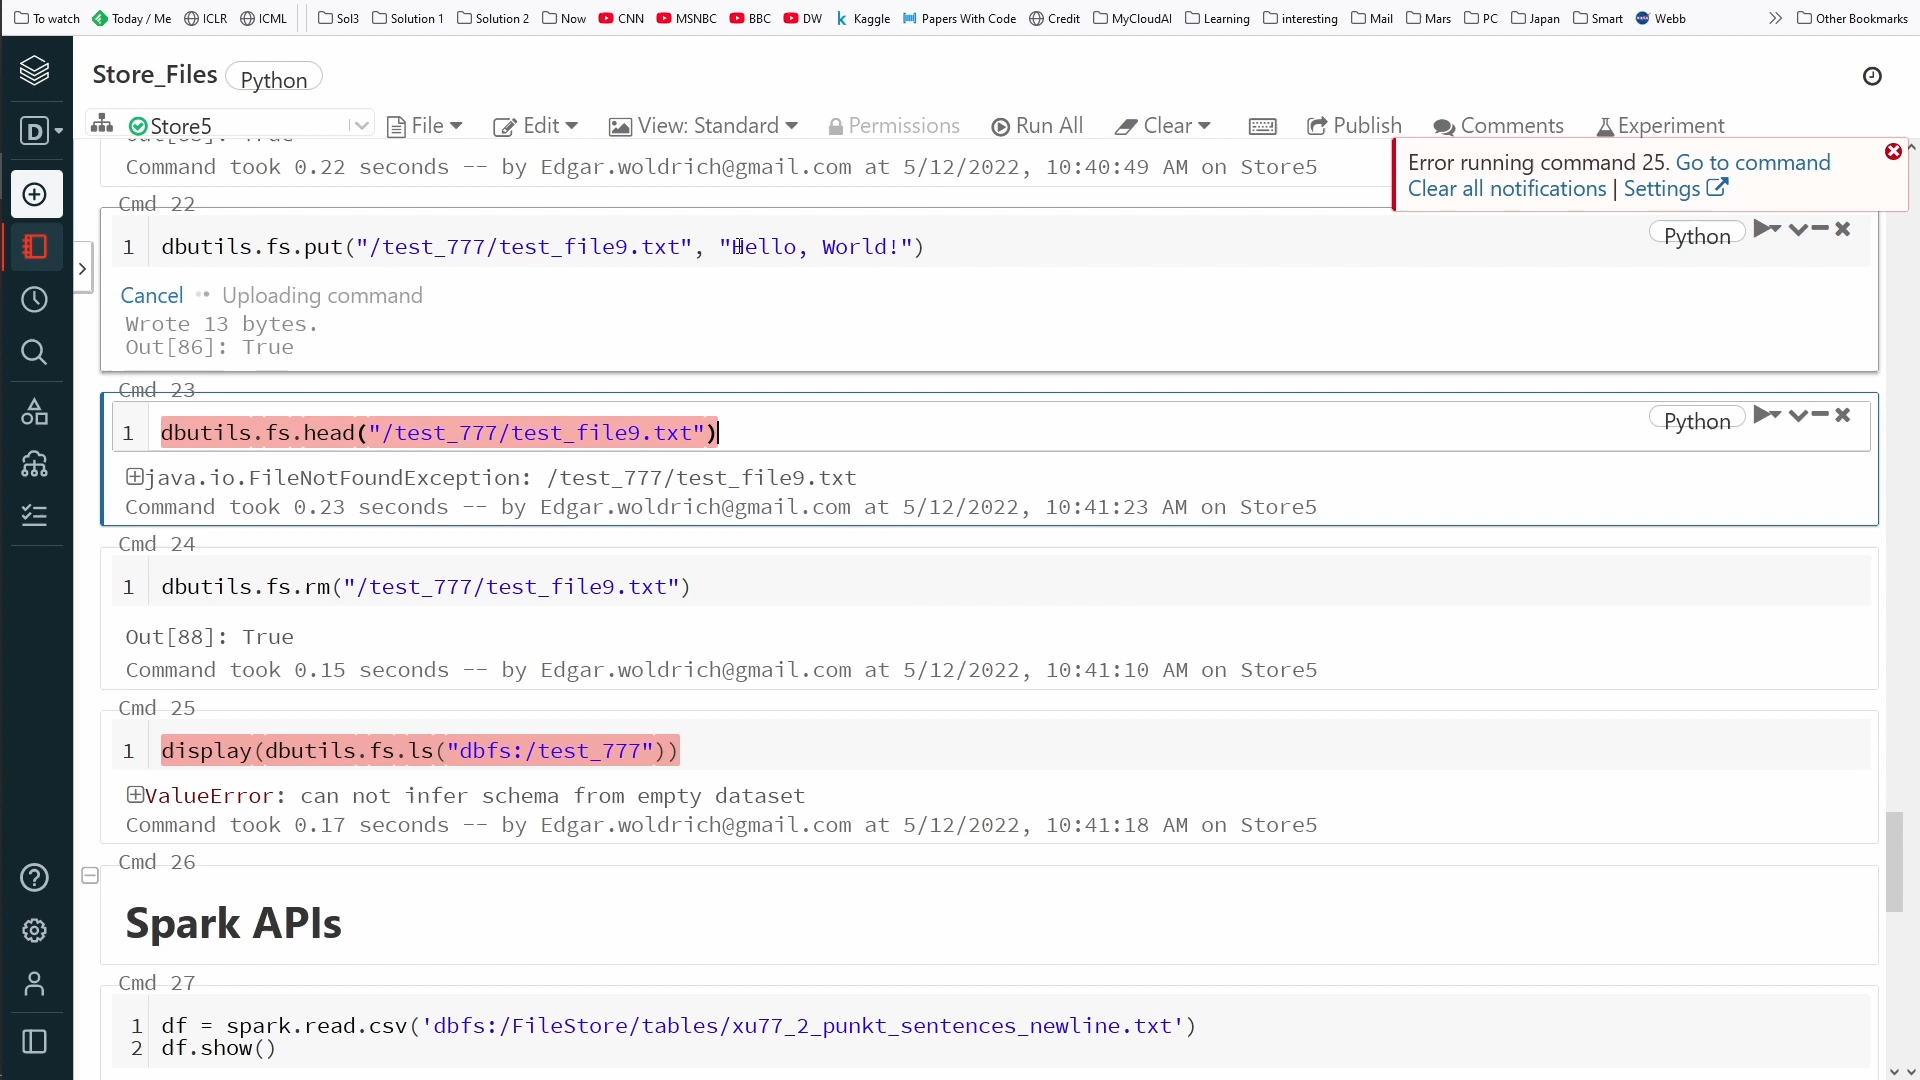 To watch Today / Me ICLR ICML Sol3 Solution 1 Solution 2 Now CNN MSNBC BBC DW Kaggle Papers With Code Credit MyCloudAI Learning interesting Mail Mars PC Japan Smart Webb Other Bookmarks
Store_Files Python
D
Store5 File Edit View: Standard Permissions Run All Clear Publish Comments Experiment
Command took 0.22 seconds -- by Edgar.woldrich@gmail.com at 5/12/2022, 10:40:49 AM on Store5
Error running command 25. Go to command
Clear all notifications | Settings
Cmd 22
Python
1 dbutils.fs.put("/test_777/test_file9.txt", "Hello, World!")
Cancel Uploading command
Wrote 13 bytes.
Out[86]: True
Cmd 23
Python
1 dbutils.fs.head("/test_777/test_file9.txt")
java.io.FileNotFoundException: /test_777/test_file9.txt
Command took 0.23 seconds -- by Edgar.woldrich@gmail.com at 5/12/2022, 10:41:23 AM on Store5
Cmd 24
1 dbutils.fs.rm("/test_777/test_file9.txt")
Out[88]: True
Command took 0.15 seconds -- by Edgar.woldrich@gmail.com at 5/12/2022, 10:41:10 AM on Store5
Cmd 25
1 display(dbutils.fs.ls("dbfs:/test_777"))
ValueError: can not infer schema from empty dataset
Command took 0.17 seconds -- by Edgar.woldrich@gmail.com at 5/12/2022, 10:41:18 AM on Store5
Cmd 26
Spark APIs
Cmd 27
1 df = spark.read.csv('dbfs:/FileStore/tables/xu77_2_punkt_sentences_newline.txt')
2 df.show()